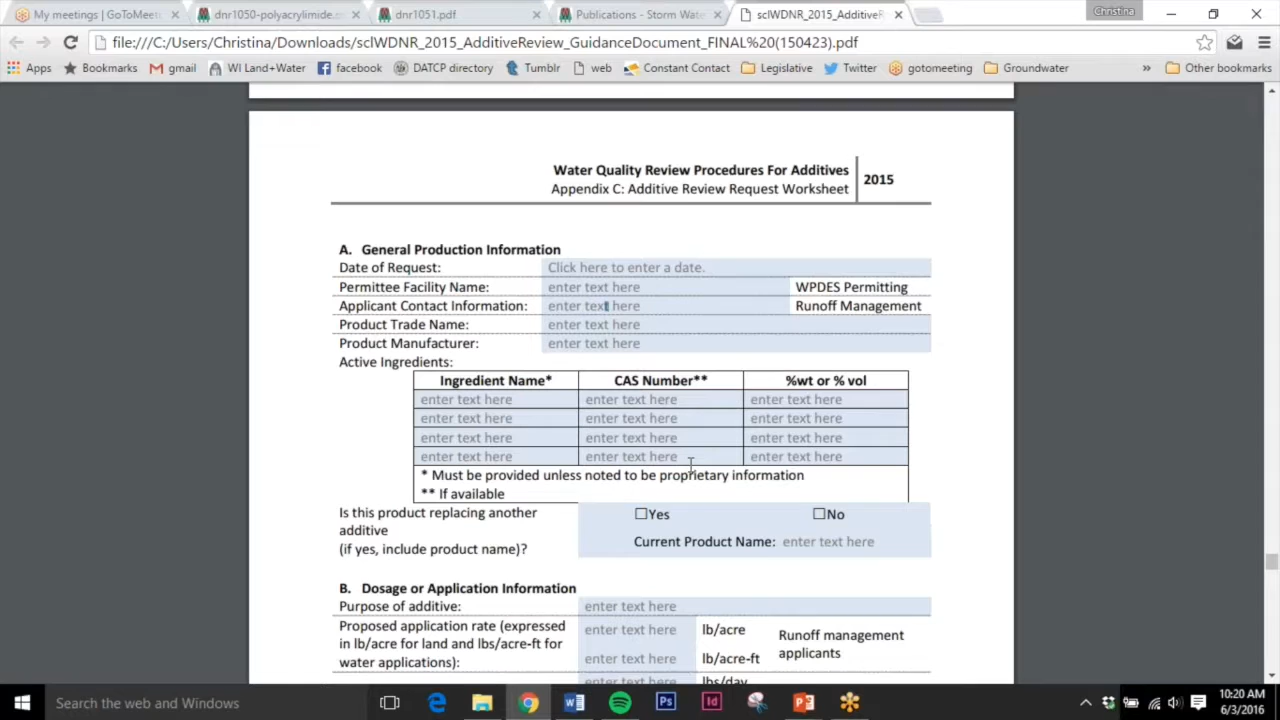 My meetings | GoToMeeti
dnr1050-polyacrylimide.
dnr1051.pdf
Publications - Storm Wate
sclWDNR_2015_AdditiveR
Christina
file:///C:/Users/Christina/Downloads/sclWDNR_2015_AdditiveReview_GuidanceDocument_FINAL%20(150423).pdf
Apps Bookmarks gmail WI Land+Water facebook DATCP directory Tumblr web Constant Contact Legislative Twitter gotomeeting Groundwater » Other bookmarks
Water Quality Review Procedures For Additives
Appendix C: Additive Review Request Worksheet
2015
A. General Production Information
Date of Request: Click here to enter a date.
Permittee Facility Name: enter text here WPDES Permitting
Applicant Contact Information: enter text here Runoff Management
Product Trade Name: enter text here
Product Manufacturer: enter text here
Active Ingredients:
Ingredient Name* CAS Number** %wt or % vol
enter text here enter text here enter text here
enter text here enter text here enter text here
enter text here enter text here enter text here
enter text here enter text here enter text here
* Must be provided unless noted to be proprietary information
** If available
Is this product replacing another
additive
(if yes, include product name)?
☐Yes ☐No
Current Product Name: enter text here
B. Dosage or Application Information
Purpose of additive: enter text here
Proposed application rate (expressed
in lb/acre for land and lbs/acre-ft for
water applications):
enter text here lb/acre
enter text here lb/acre-ft
Runoff management
applicants
enter text here lbs/day
Search the web and Windows
10:20 AM
6/3/2016